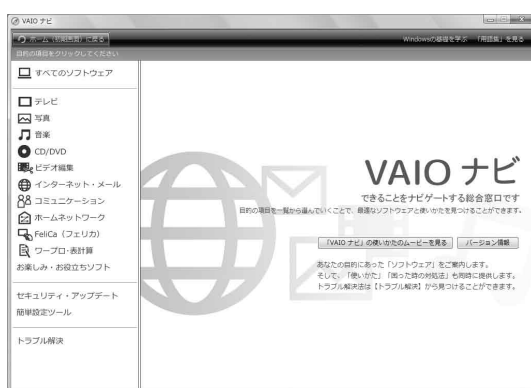 VAIO ナビ
ホーム(初期画面)に戻る
Windowsの基礎を学ぶ 「用語集」を見る
目的の項目をクリックしてください
すべてのソフトウェア
テレビ
写真
音楽
CD/DVD
ビデオ編集
インターネット・メール
コミュニケーション
ホームネットワーク
FeliCa(フェリカ)
ワープロ・表計算
お楽しみ・お役立ちソフト
セキュリティ・アップデート
簡単設定ツール
トラブル解決
VAIO ナビ
できることをナビゲートする総合窓口です
目的の項目を一覧から選んでいくことで、最適なソフトウェアと使いかたを見つけることができます。
「VAIO ナビ」の使いかたのムービーを見る バージョン情報
あなたの目的にあった「ソフトウェア」をご案内します。
そして、「使いかた」「困った時の対処法」も同時に提供します。
トラブル解決法は【トラブル解決】から見つけることができます。